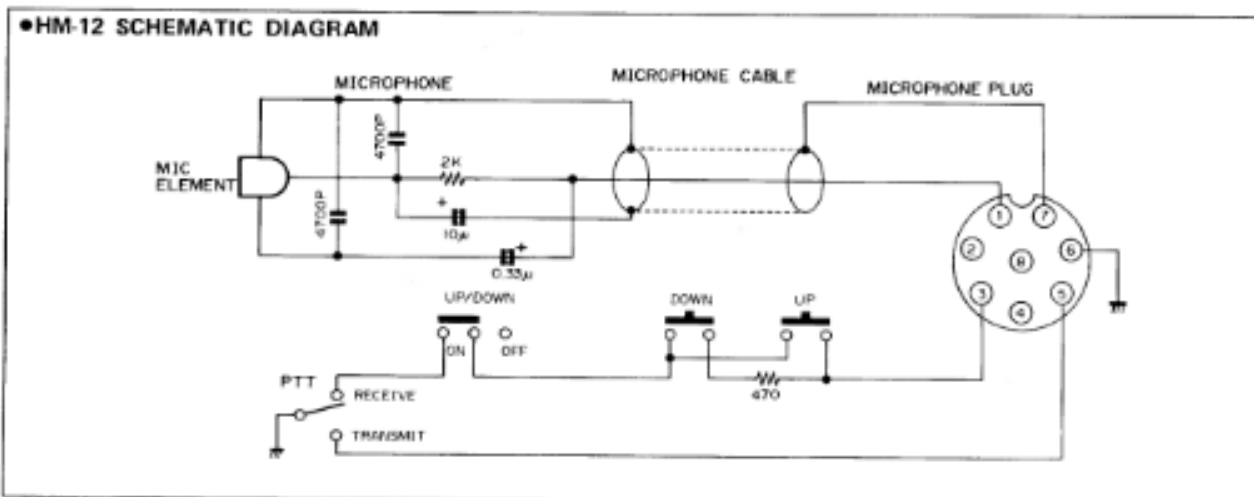 ●HM-12 SCHEMATIC DIAGRAM
MICROPHONE
MICROPHONE CABLE
MICROPHONE PLUG
4700P
2K
MIC
ELEMENT
4700P
+
10μ
+
0.33μ
1
7
2
8
6
3
5
4
UP/DOWN
DOWN
UP
ON
OFF
470
PTT
RECEIVE
TRANSMIT